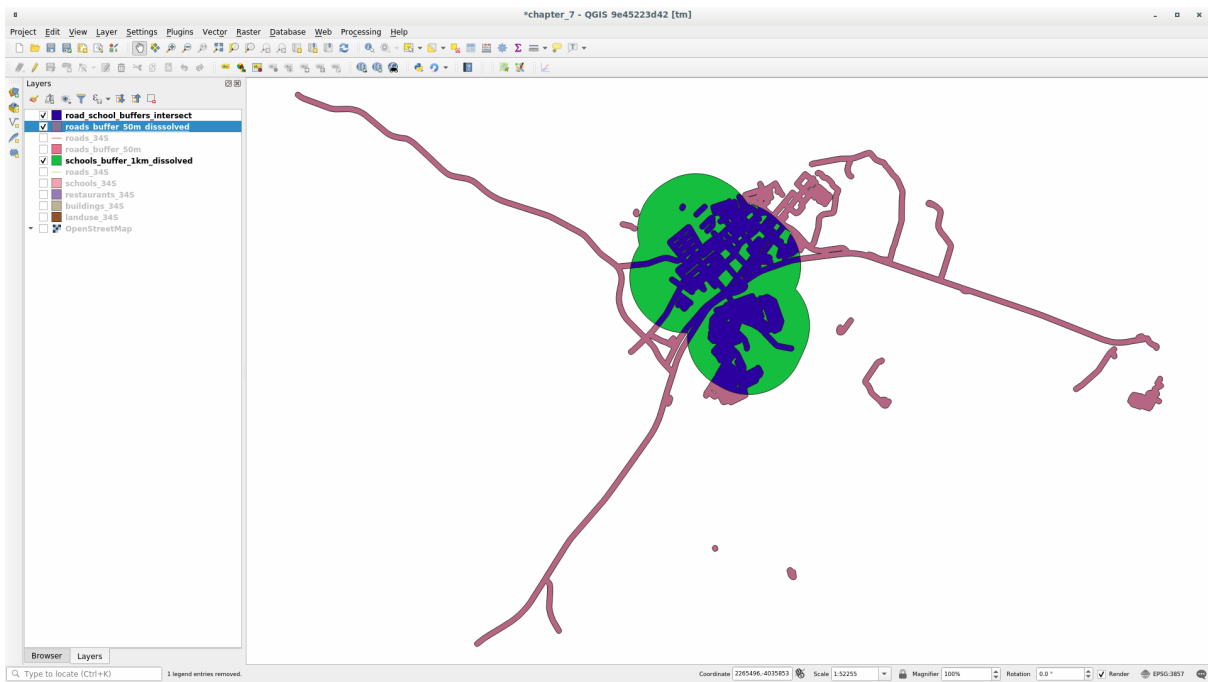 *chapter_7 - QGIS 9e45223d42 [tm]
Project Edit View Layer Settings Plugins Vector Raster Database Web Processing Help
Layers
road_school_buffers_intersect
roads_buffer_50m_disssolved
roads_34S
roads_buffer_50m
schools_buffer_1km_dissolved
roads_34S
schools_34S
restaurants_34S
buildings_34S
landuse_34S
OpenStreetMap
Browser Layers
Type to locate (Ctrl+K) 1 legend entries removed. Coordinate 2265496,-4035853 Scale 1:52255 Magnifier 100% Rotation 0.0 ° Render EPSG:3857